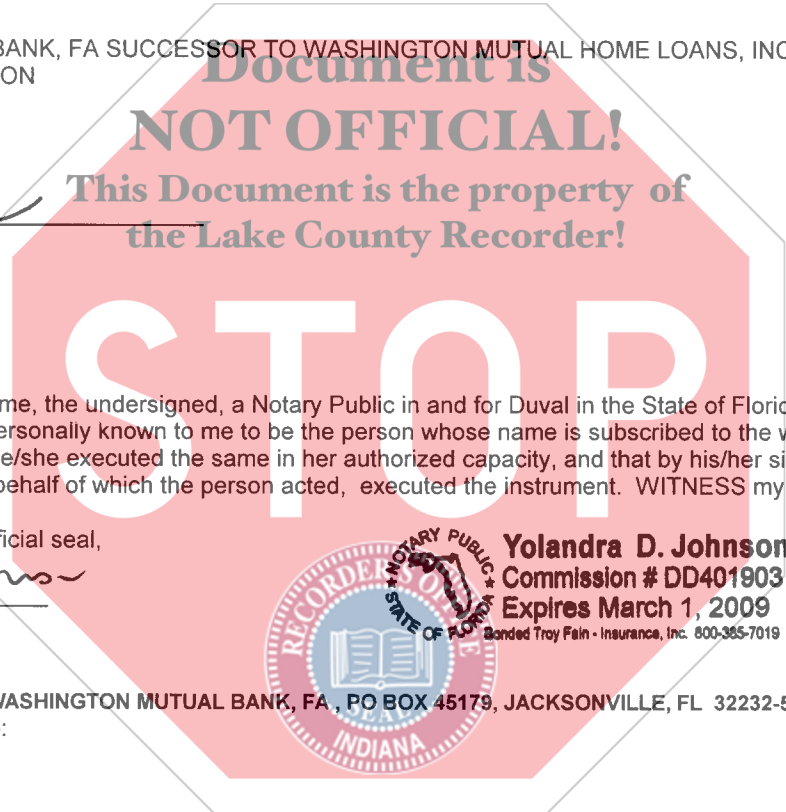 BANK, FA SUCCESSOR TO WASHINGTON MUTUAL HOME LOANS, INC
ON
Document is
NOT OFFICIAL!
This Document is the property of
the Lake County Recorder!
STOP
me, the undersigned, a Notary Public in and for Duval in the State of Floric
ersonally known to me to be the person whose name is subscribed to the w
e/she executed the same in her authorized capacity, and that by his/her si
behalf of which the person acted, executed the instrument. WITNESS my
ficial seal,
NOTARY PUBLIC
STATE OF FLORIDA
Yolandra D. Johnson
Commission # DD401903
Expires March 1, 2009
Bonded Troy Fain - Insurance, Inc. 800-385-7019
RECORDER'S OFFICE
SEAL
INDIANA
WASHINGTON MUTUAL BANK, FA , PO BOX 45179, JACKSONVILLE, FL 32232-5
: